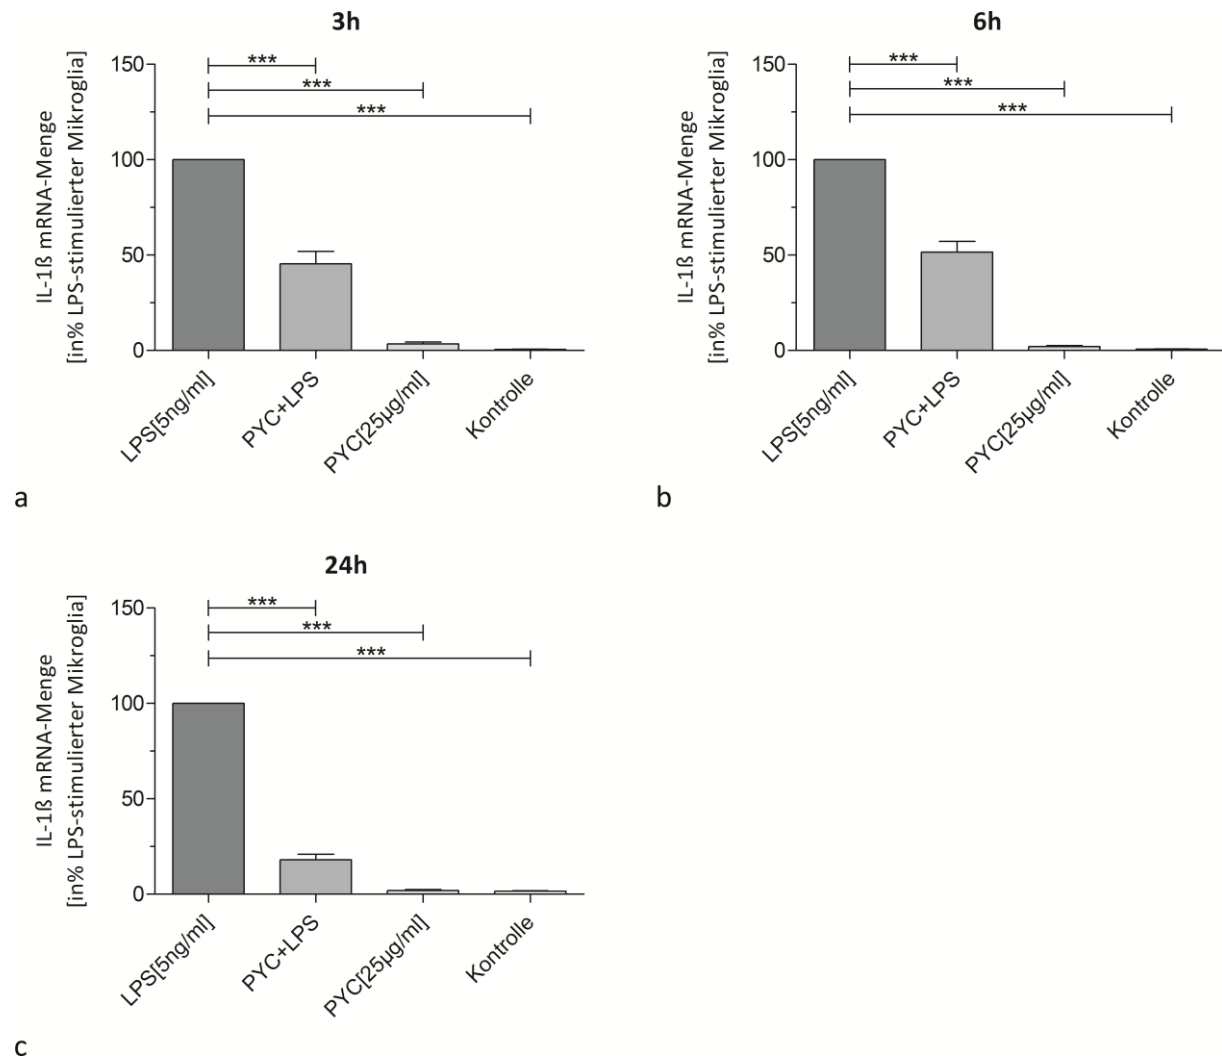 3h
IL-1ß mRNA-Menge
[in% LPS-stimulierter Mikroglia]
150
100
50
0
***
***
***
LPS[5ng/ml]
PYC+LPS
PYC[25µg/ml]
Kontrolle
a
6h
IL-1ß mRNA-Menge
[in% LPS-stimulierter Mikroglia]
150
100
50
0
***
***
***
LPS[5ng/ml]
PYC+LPS
PYC[25µg/ml]
Kontrolle
b
24h
IL-1ß mRNA-Menge
[in% LPS-stimulierter Mikroglia]
150
100
50
0
***
***
***
LPS[5ng/ml]
PYC+LPS
PYC[25µg/ml]
Kontrolle
c